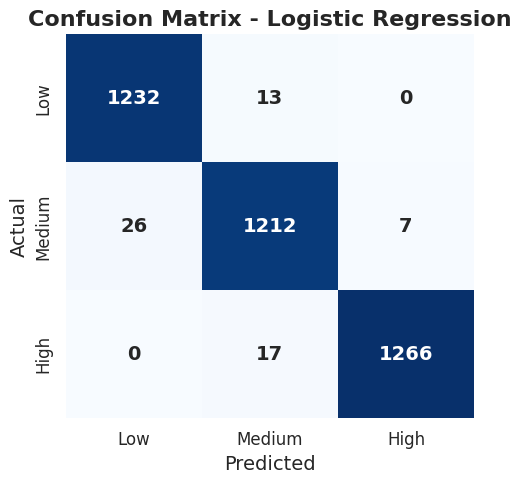 Confusion Matrix - Logistic Regression
Actual
Low 1232 13 0
Medium 26 1212 7
High 0 17 1266
Low Medium High
Predicted